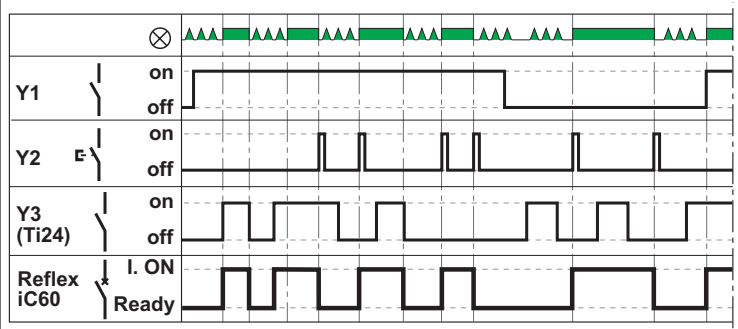 on
Y1
off
on
Y2
off
on
Y3
(Ti24)
off
I. ON
Reflex
iC60
Ready